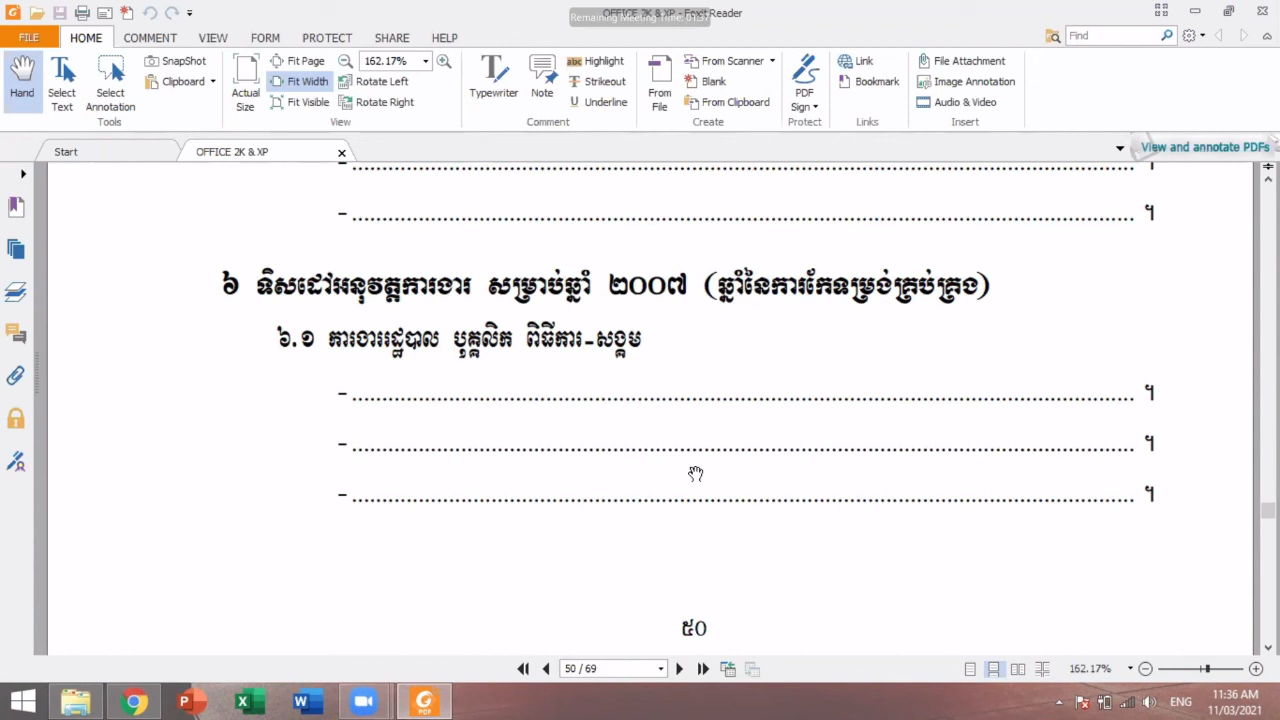 OFFICE 2K & XP - Foxit Reader
Remaining Meeting Time: 01:37
FILE HOME COMMENT VIEW FORM PROTECT SHARE HELP Find
Hand Select Text Select Annotation SnapShot Clipboard Tools
Actual Size Fit Page Fit Width Fit Visible 162.17% Rotate Left Rotate Right View
Typewriter Note Highlight Strikeout Underline Comment
From File From Scanner Blank From Clipboard Create
PDF Sign Protect
Link Bookmark Links
File Attachment Image Annotation Audio & Video Insert
Start OFFICE 2K & XP View and annotate PDFs
- ........................................ ។
- ........................................ ។
៦ ទិសដៅអនុវត្តការងារ សម្រាប់ឆ្នាំ ២០០៧ (ឆ្នាំនៃការកែទម្រង់គ្រប់គ្រង)
៦.១ ការងាររដ្ឋបាល បុគ្គលិក ពិធីការ-សង្គម
- ........................................ ។
- ........................................ ។
- ........................................ ។
៥០
50 / 69 162.17%
ENG 11:36 AM
11/03/2021